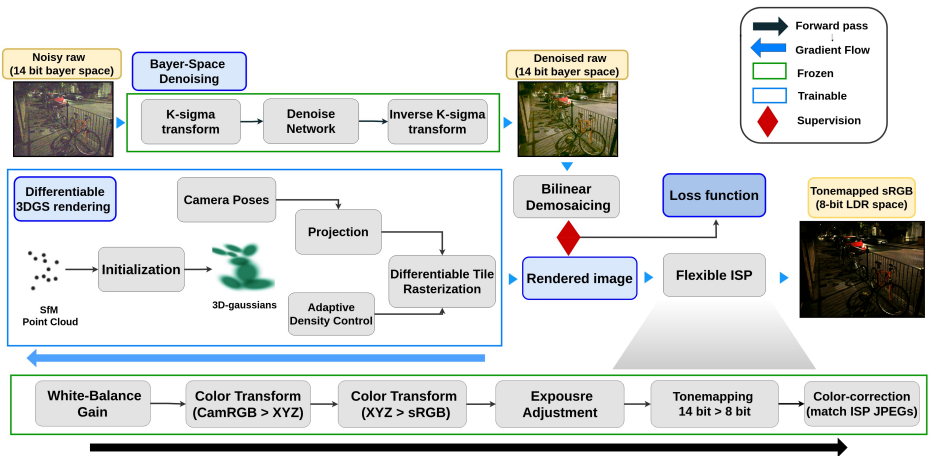 Noisy raw
(14 bit bayer space)
Bayer-Space
Denoising
K-sigma
transform
Denoise
Network
Inverse K-sigma
transform
Denoised raw
(14 bit bayer space)
Forward pass
Gradient Flow
Frozen
Trainable
Supervision
Differentiable
3DGS rendering
Camera Poses
Projection
Initialization
SfM
Point Cloud
3D-gaussians
Differentiable Tile
Rasterization
Adaptive
Density Control
Bilinear
Demosaicing
Loss function
Rendered image
Flexible ISP
Tonemapped sRGB
(8-bit LDR space)
White-Balance
Gain
Color Transform
(CamRGB > XYZ)
Color Transform
(XYZ > sRGB)
Expousre
Adjustment
Tonemapping
14 bit > 8 bit
Color-correction
(match ISP JPEGs)